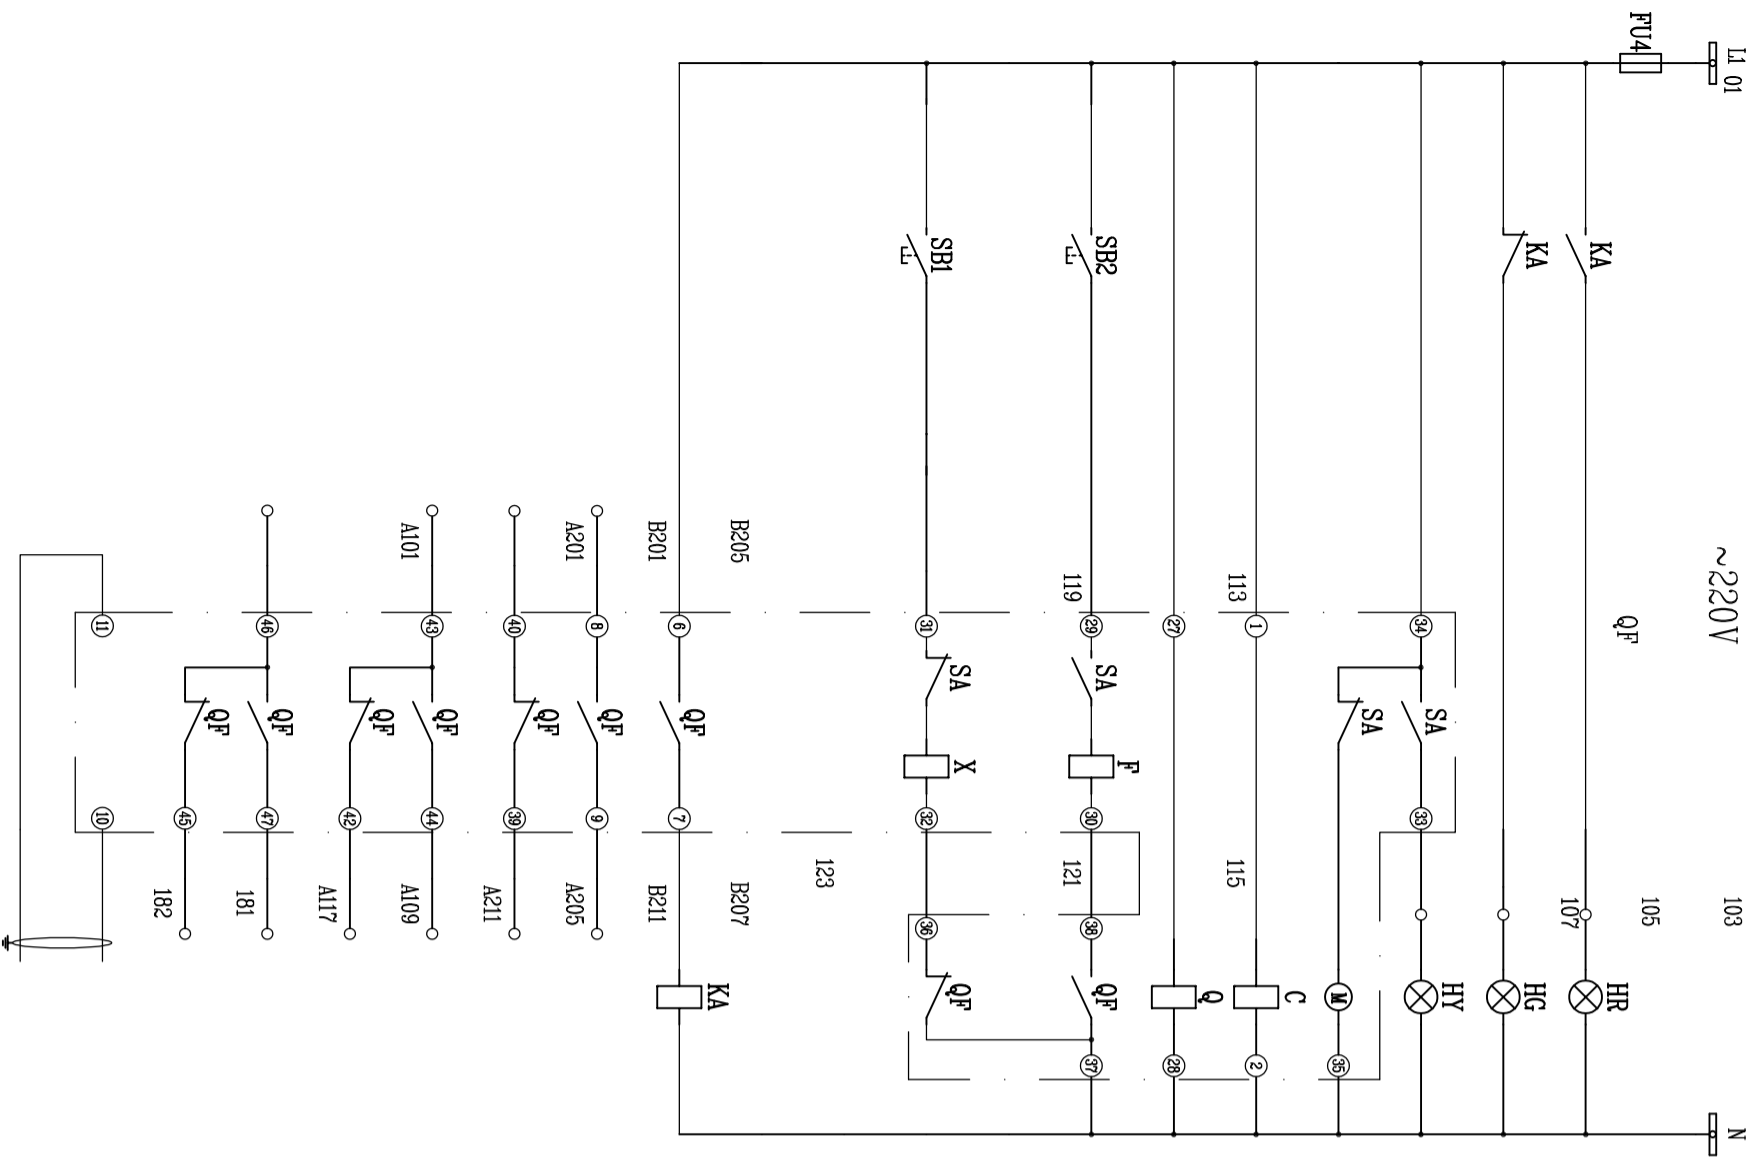 L1 01
~220V
N
FU4
103
QF
105
107
KA
HR
KA
HG
34
SA
33
HY
SA
M
35
113
1
115
C
2
27
Q
28
SB2
119
29
SA
F
30
121
38
QF
37
SB1
31
SA
X
32
36
QF
123
B205
B207
6
QF
7
KA
B201
B211
8
QF
9
A201
A205
40
QF
39
A211
43
QF
44
A101
A109
QF
42
A117
46
QF
47
181
QF
45
182
11
10